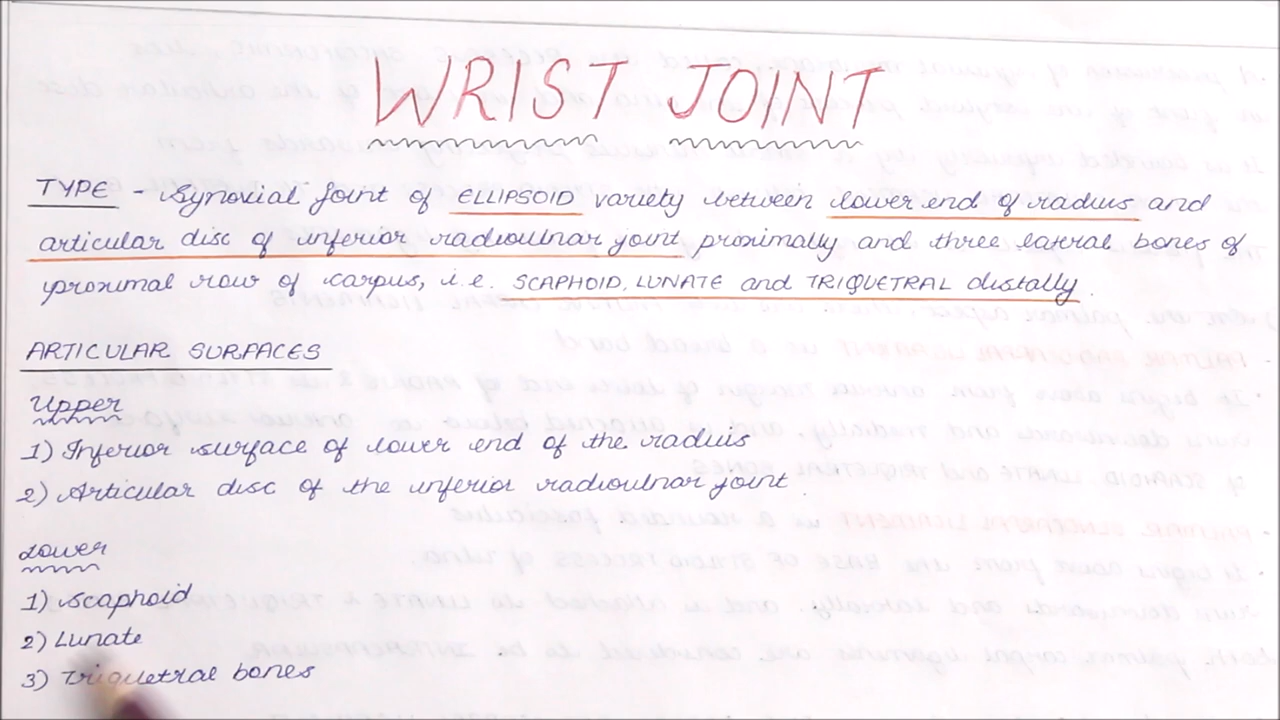 WRIST JOINT
TYPE - Synovial joint of ELLIPSOID variety between lower end of radius and
articular disc of inferior radioulnar joint proximally and three lateral bones of
proximal row of carpus, i.e. SCAPHOID, LUNATE and TRIQUETRAL distally.
ARTICULAR SURFACES
Upper
1) Inferior surface of lower end of the radius
2) Articular disc of the inferior radioulnar joint
Lower
1) Scaphoid
2) Lunate
3) Triquetral bones